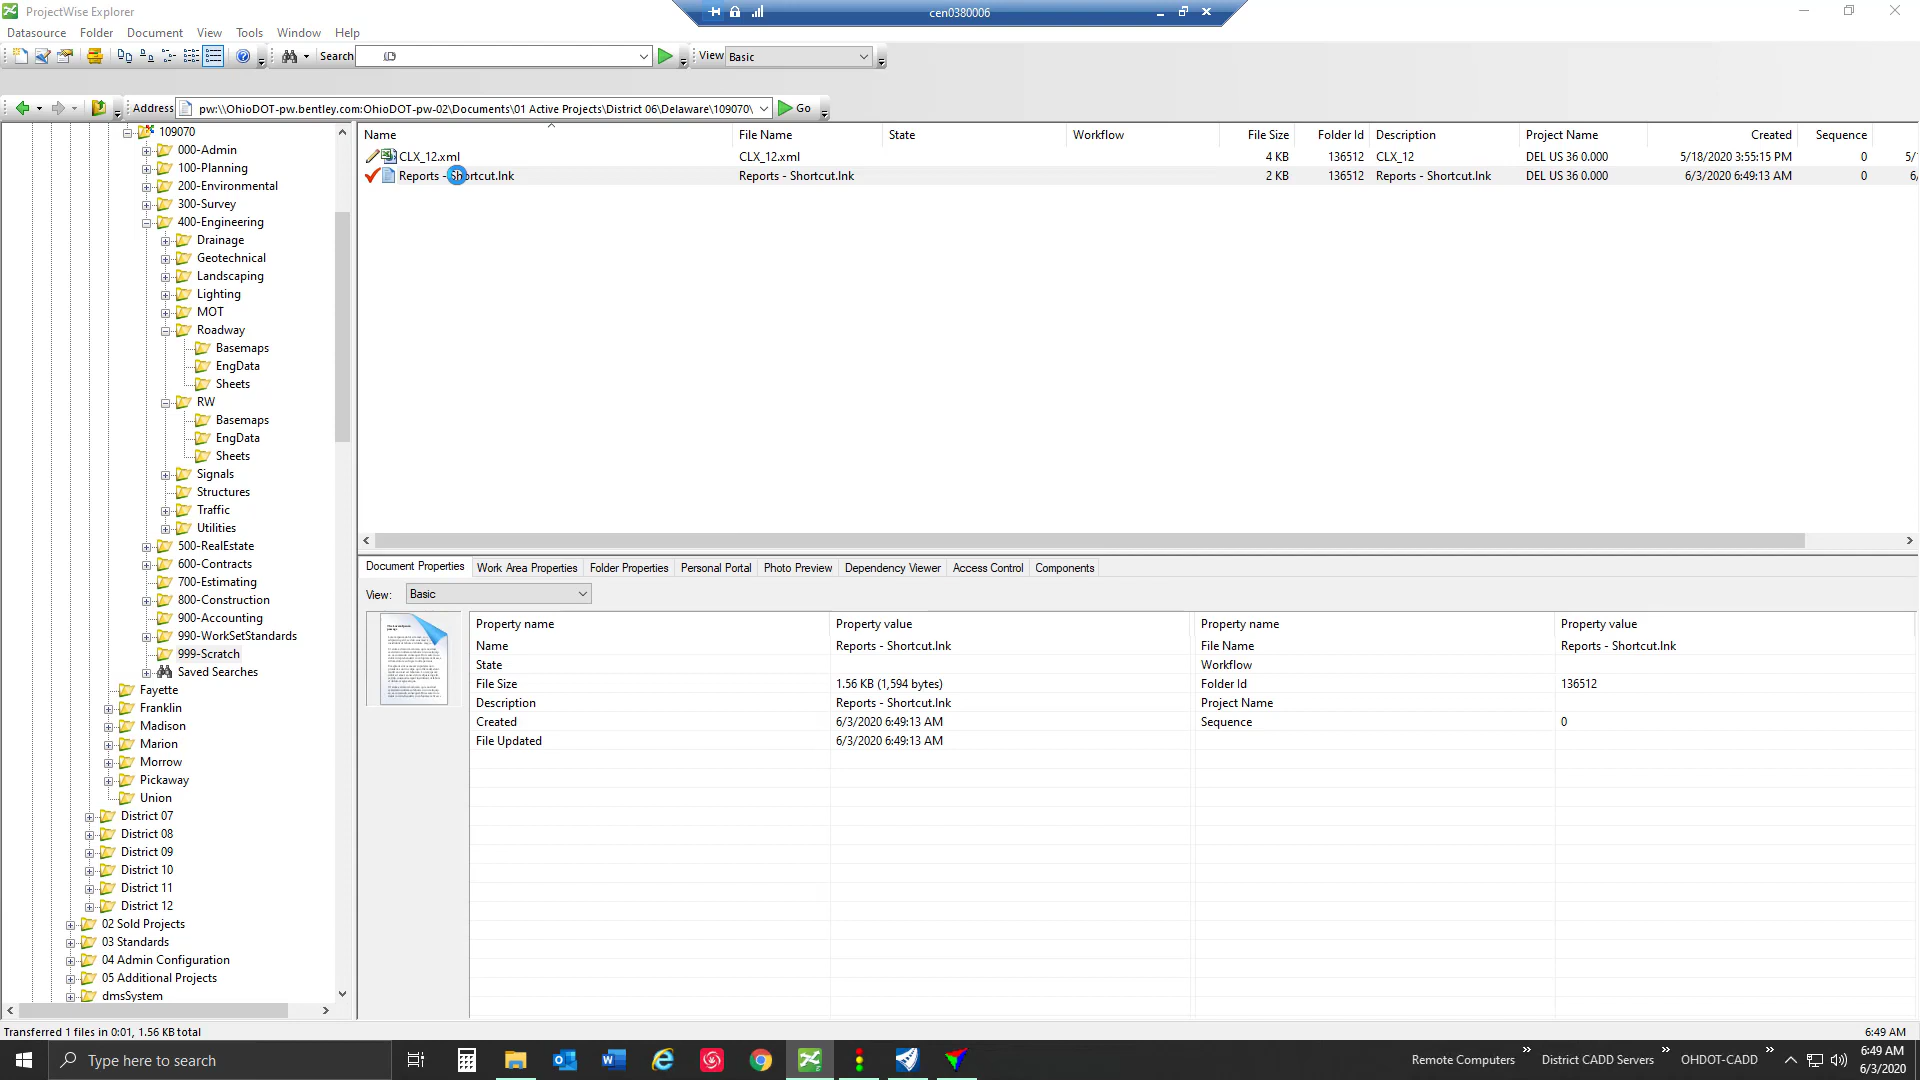 ProjectWise Explorer
cen0380006
Datasource Folder Document View Tools Window Help
Search View Basic
Address pw:\\OhioDOT-pw.bentley.com:OhioDOT-pw-02\Documents\01 Active Projects\District 06\Delaware\109070\ Go
109070
000-Admin
100-Planning
200-Environmental
300-Survey
400-Engineering
Drainage
Geotechnical
Landscaping
Lighting
MOT
Roadway
Basemaps
EngData
Sheets
RW
Basemaps
EngData
Sheets
Signals
Structures
Traffic
Utilities
500-RealEstate
600-Contracts
700-Estimating
800-Construction
900-Accounting
990-WorkSetStandards
999-Scratch
Saved Searches
Fayette
Franklin
Madison
Marion
Morrow
Pickaway
Union
District 07
District 08
District 09
District 10
District 11
District 12
02 Sold Projects
03 Standards
04 Admin Configuration
05 Additional Projects
dmsSystem
Name File Name State Workflow File Size Folder Id Description Project Name Created Sequence
CLX_12.xml CLX_12.xml 4 KB 136512 CLX_12 DEL US 36 0.000 5/18/2020 3:55:15 PM 0 5/
Reports - Shortcut.lnk Reports - Shortcut.lnk 2 KB 136512 Reports - Shortcut.lnk DEL US 36 0.000 6/3/2020 6:49:13 AM 0 6/
Document Properties Work Area Properties Folder Properties Personal Portal Photo Preview Dependency Viewer Access Control Components
View: Basic
Property name Property value Property name Property value
Name Reports - Shortcut.lnk File Name Reports - Shortcut.lnk
State Workflow
File Size 1.56 KB (1,594 bytes) Folder Id 136512
Description Reports - Shortcut.lnk Project Name
Created 6/3/2020 6:49:13 AM Sequence 0
File Updated 6/3/2020 6:49:13 AM
Transferred 1 files in 0:01, 1.56 KB total 6:49 AM
Type here to search
Remote Computers » District CADD Servers » OHDOT-CADD »
6:49 AM
6/3/2020